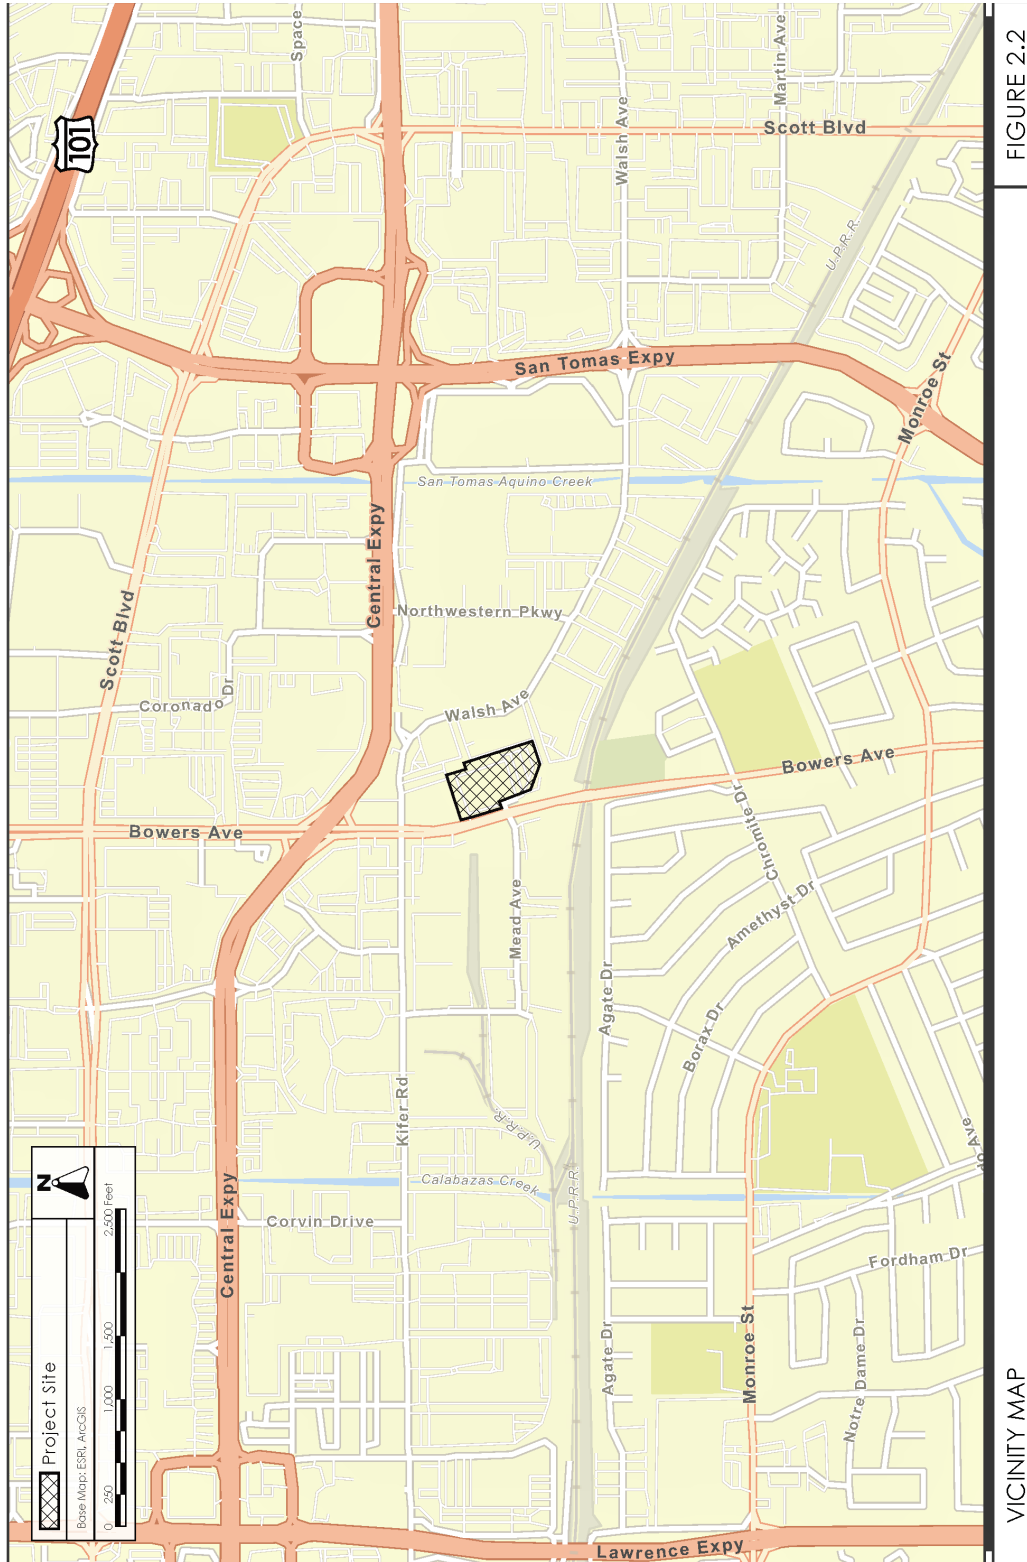 Project Site
N
Base Map: ESRI, ArcGIS
0 250 1,000 1,500 2,500 Feet
101
Space
Martin Ave
Scott Blvd
Walsh Ave
U.P.R.R.
San Tomas Expy
Monroe St
San Tomas Aquino Creek
Central Expy
Scott Blvd
Northwestern Pkwy
Coronado Dr
Walsh Ave
Bowers Ave
Bowers Ave
Chromite Dr
Mead Ave
Amethyst Dr
Agate Dr
Borax Dr
Kifer Rd
U.P.R.R.
Calabazas Creek
U.P.R.R.
Central Expy
Corvin Drive
Fordham Dr
Agate Dr
Monroe St
Notre Dame Dr
Lawrence Expy
VICINITY MAP
FIGURE 2.2